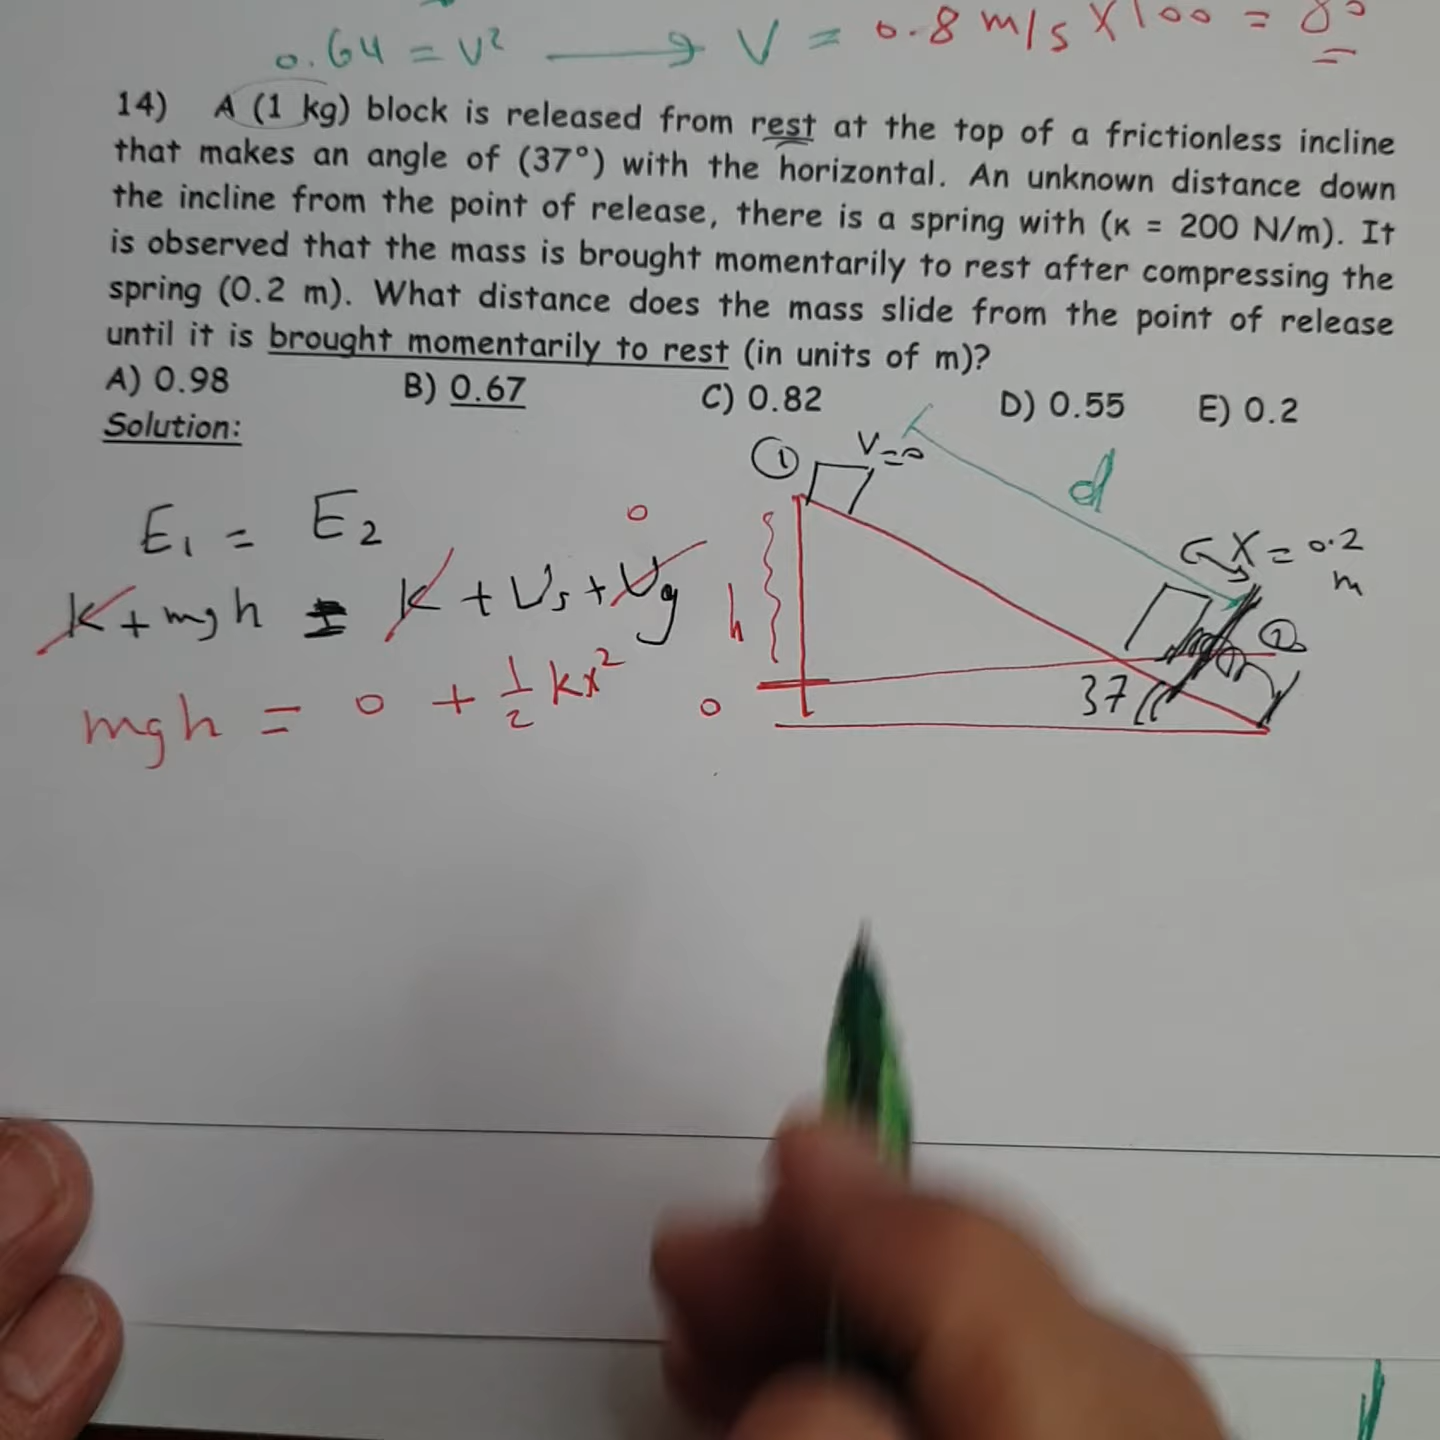 0.64 = V² → V = 0.8 m/s X 100 = 80
14) A (1 kg) block is released from rest at the top of a frictionless incline
that makes an angle of (37°) with the horizontal. An unknown distance down
the incline from the point of release, there is a spring with (κ = 200 N/m). It
is observed that the mass is brought momentarily to rest after compressing the
spring (0.2 m). What distance does the mass slide from the point of release
until it is brought momentarily to rest (in units of m)?
A) 0.98 B) 0.67 C) 0.82 D) 0.55 E) 0.2
Solution:
① V=0
d
E₁ = E₂
0
X = 0.2 m
K + mgh = K + Us + Ug
h
②
mgh = 0 + 1/2 kx²
0
37